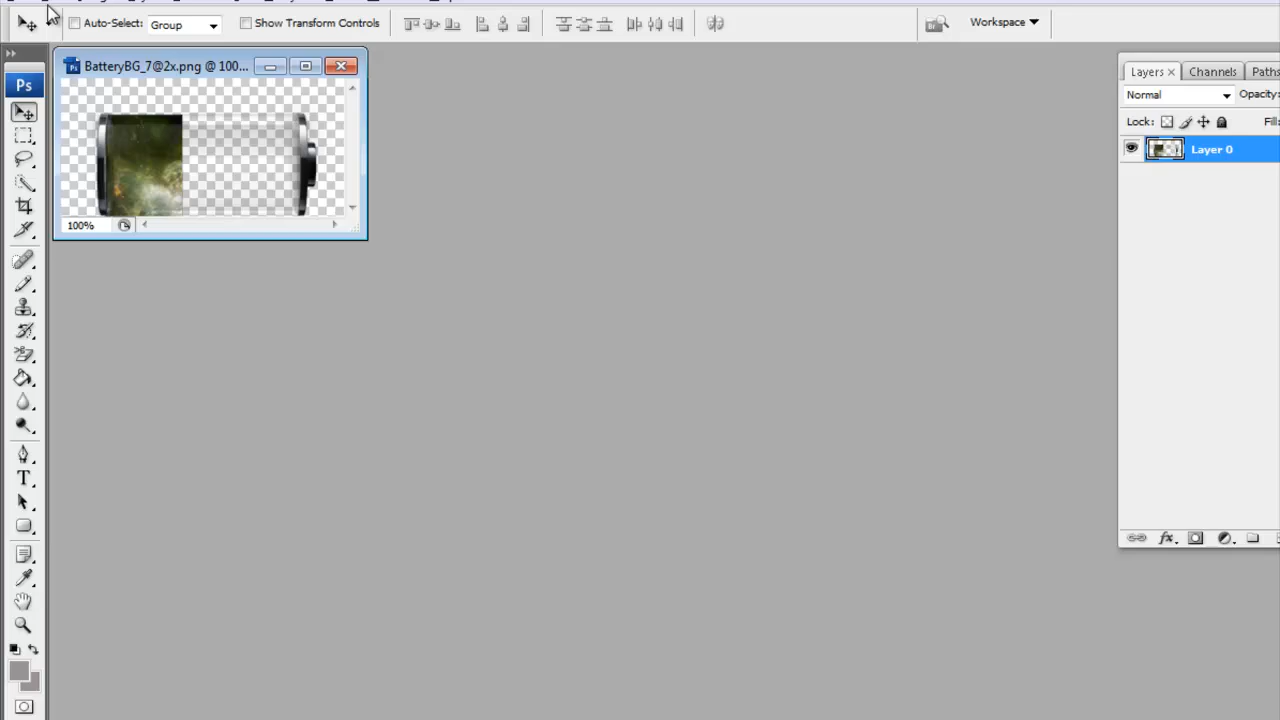 Auto-Select: Group Show Transform Controls Workspace
Ps
BatteryBG_7@2x.png @ 100...
100%
T
Layers × Channels Paths
Normal Opacity:
Lock: Fill:
Layer 0
fx